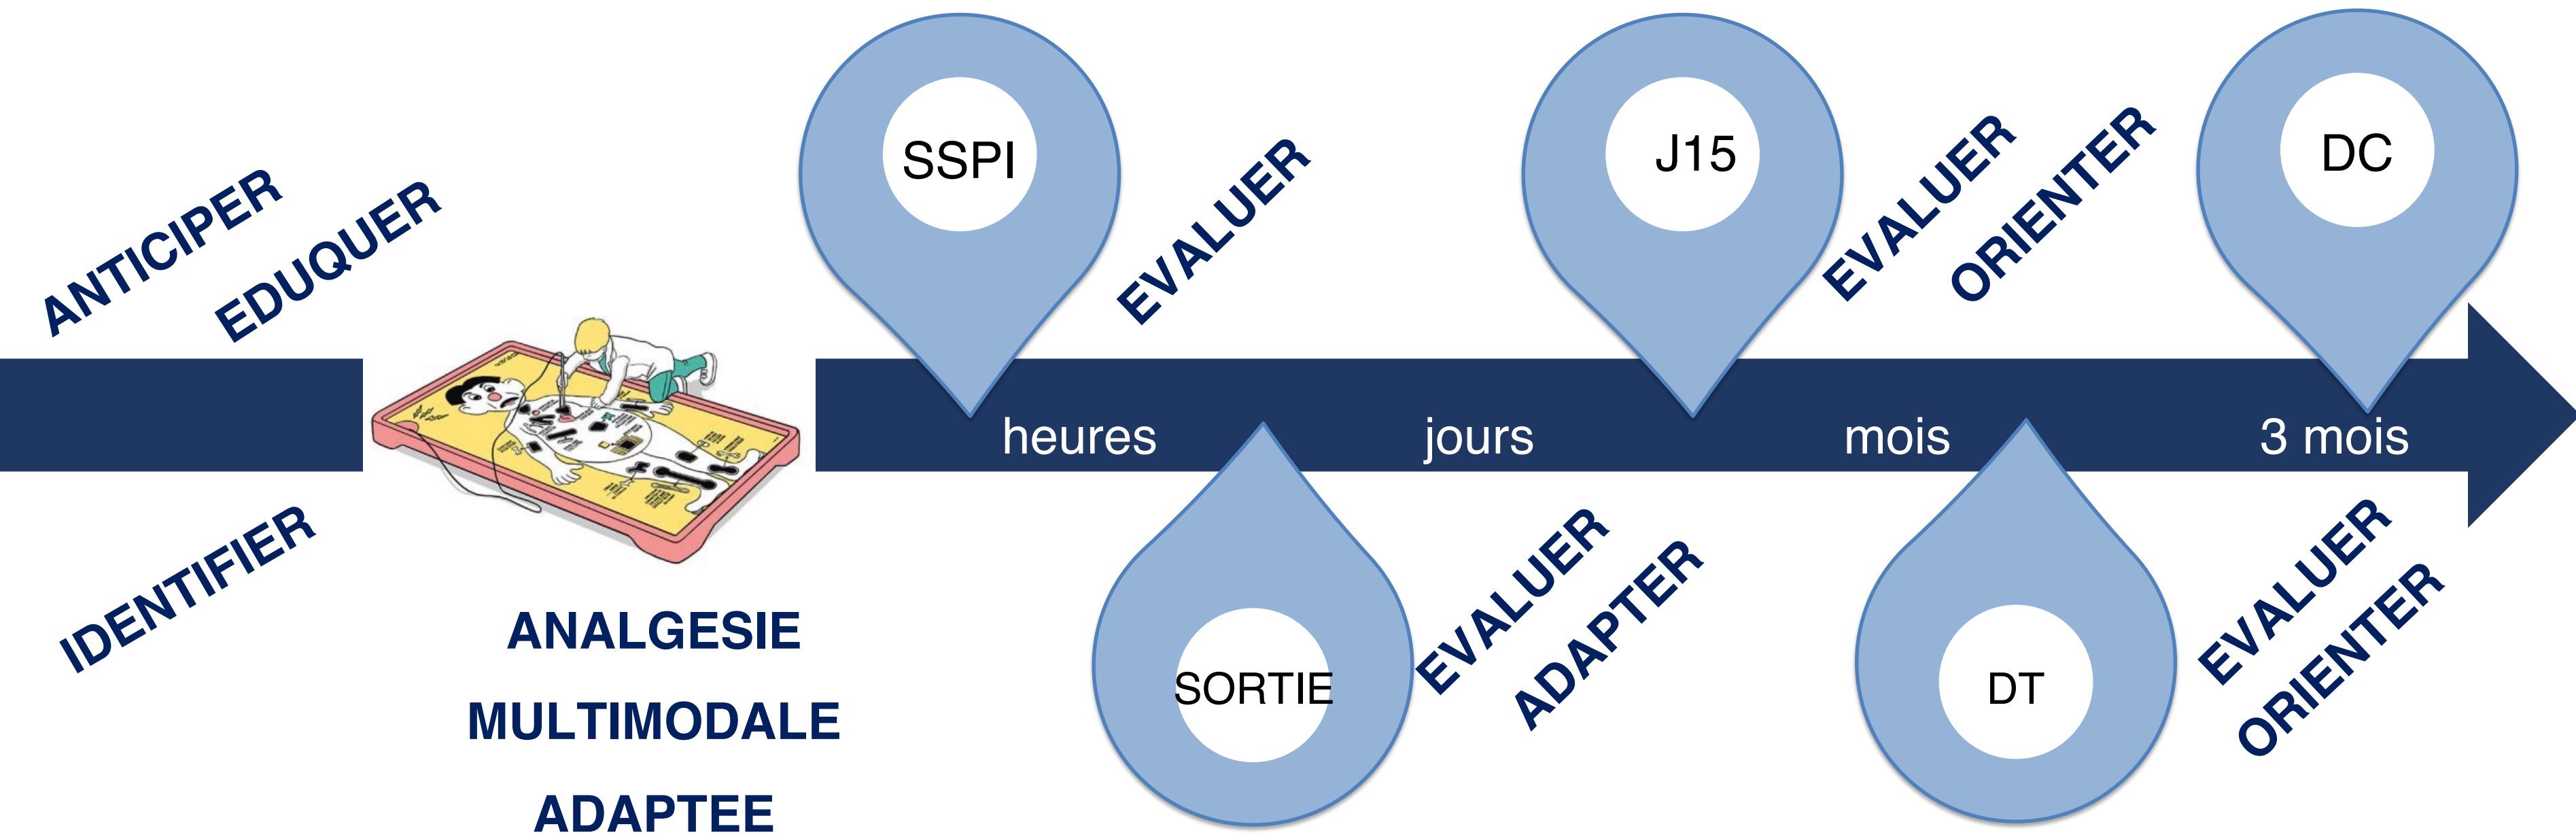 ANTICIPER
EDUQUER
IDENTIFIER
ANALGESIE
MULTIMODALE
ADAPTEE
SSPI
EVALUER
heures
SORTIE
jours
EVALUER
ADAPTER
J15
EVALUER
ORIENTER
mois
DT
DC
3 mois
EVALUER
ORIENTER